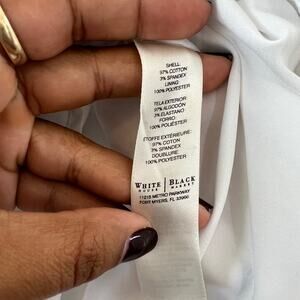 SHELL:
97% COTTON
3% SPANDEX
LINING:
100% POLYESTER
TELA EXTERIOR:
97% ALGODÓN
3% ELASTANO
FORRO:
100% POLIÉSTER
ÉTOFFE EXTÉRIEURE:
97% COTON
3% SPANDEX
DOUBLURE:
100% POLYESTER
WHITE | BLACK
HOUSE | MARKET
11215 METRO PARKWAY
FORT MYERS, FL 33966